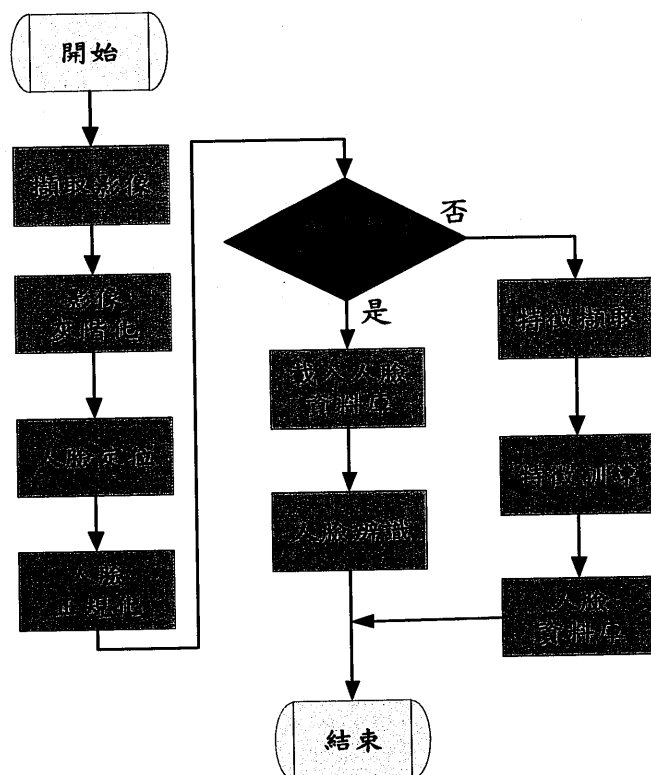 開始
擷取影像
影像
灰階化
人臉定位
人臉
正規化
否
是
載入人臉
資料庫
人臉辨識
特徵擷取
特徵訓練
人臉
資料庫
結束